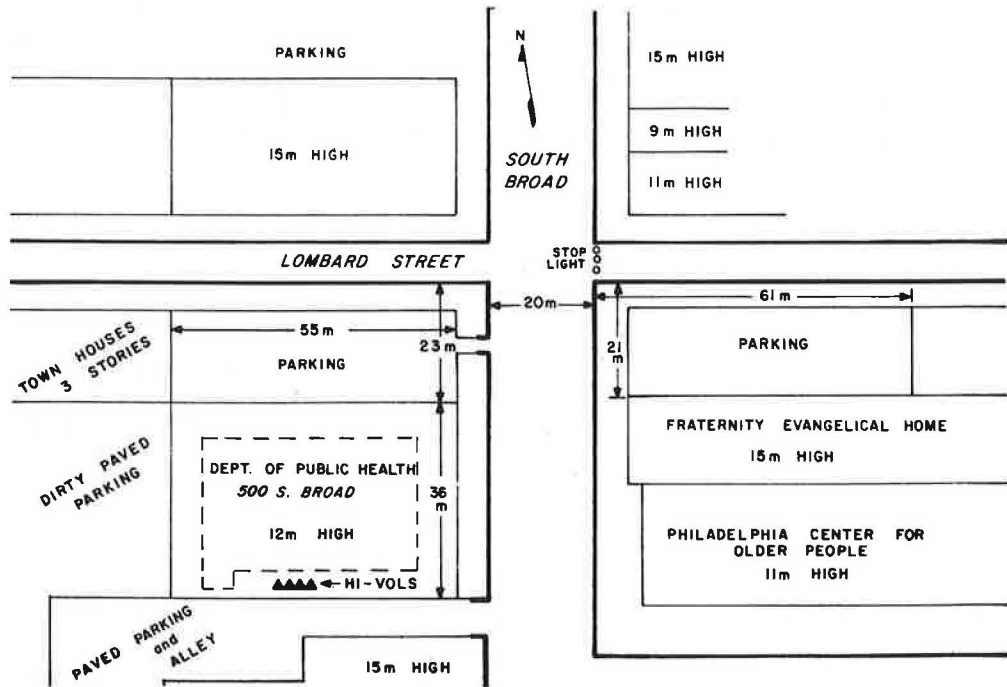 PARKING
N
15m HIGH
9m HIGH
15m HIGH
SOUTH
BROAD
11m HIGH
LOMBARD STREET
STOP
LIGHT
20m
61m
55m
23m
21
m
TOWN HOUSES
3 STORIES
PARKING
PARKING
FRATERNITY EVANGELICAL HOME
15m HIGH
DIRTY PAVED
PARKING
DEPT. OF PUBLIC HEALTH
500 S. BROAD
36
m
12m HIGH
PHILADELPHIA CENTER FOR
OLDER PEOPLE
11m HIGH
HI-VOLS
PAVED PARKING
and
ALLEY
15m HIGH